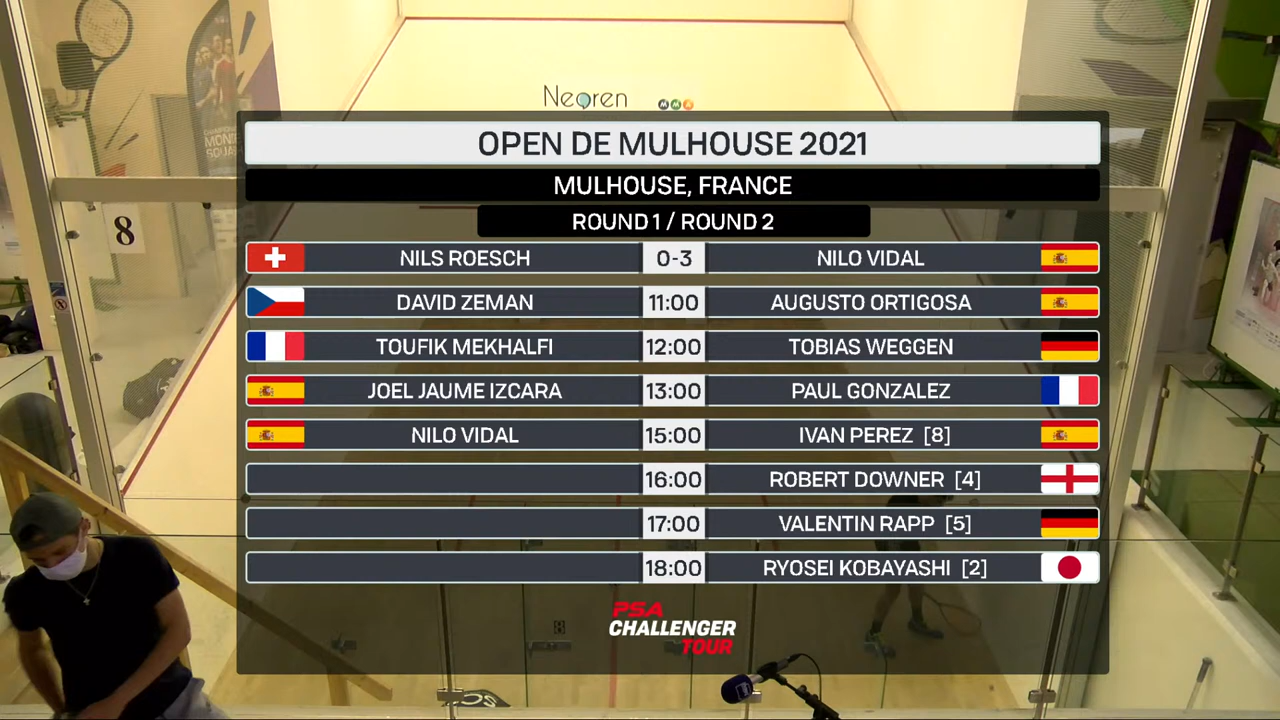 Neoren
MMA
OPEN DE MULHOUSE 2021
MULHOUSE, FRANCE
ROUND 1 / ROUND 2
NILS ROESCH 0-3 NILO VIDAL
DAVID ZEMAN 11:00 AUGUSTO ORTIGOSA
TOUFIK MEKHALFI 12:00 TOBIAS WEGGEN
JOEL JAUME IZCARA 13:00 PAUL GONZALEZ
NILO VIDAL 15:00 IVAN PEREZ [8]
16:00 ROBERT DOWNER [4]
17:00 VALENTIN RAPP [5]
18:00 RYOSEI KOBAYASHI [2]
PSA
CHALLENGER
TOUR
8
8